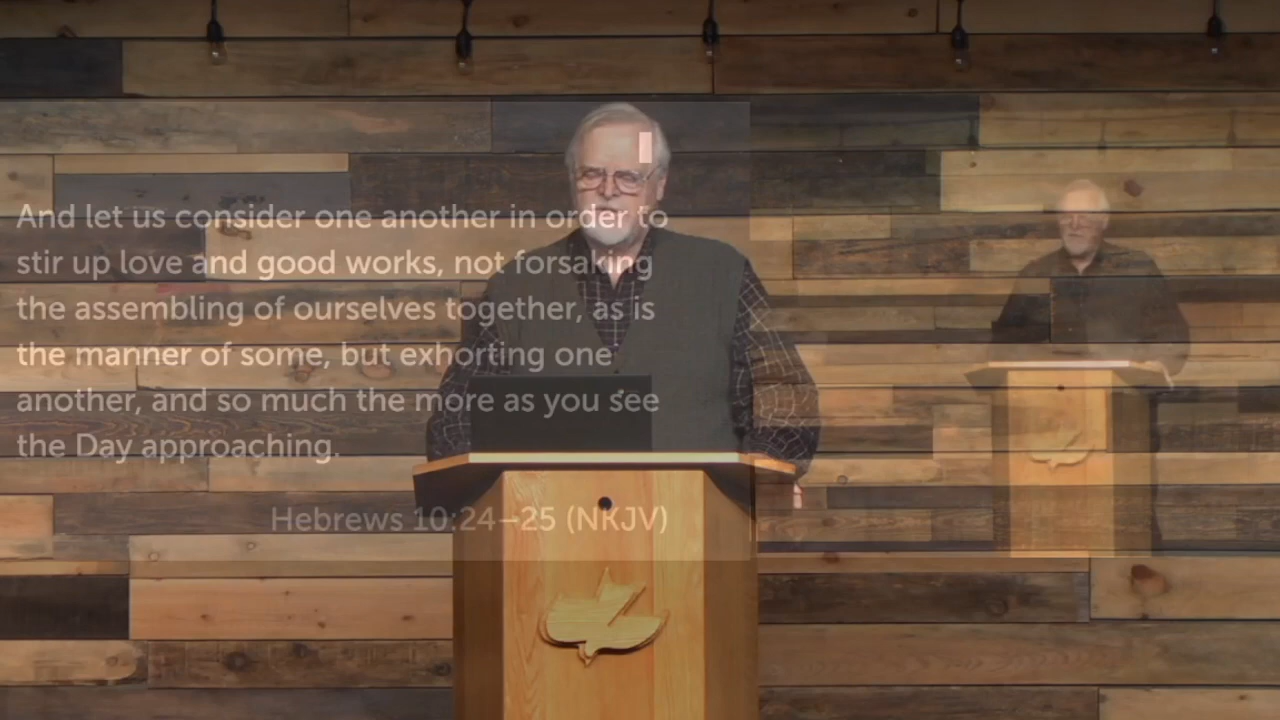 And let us consider one another in order to
stir up love and good works, not forsaking
the assembling of ourselves together, as is
the manner of some, but exhorting one
another, and so much the more as you see
the Day approaching.
Hebrews 10:24–25 (NKJV)